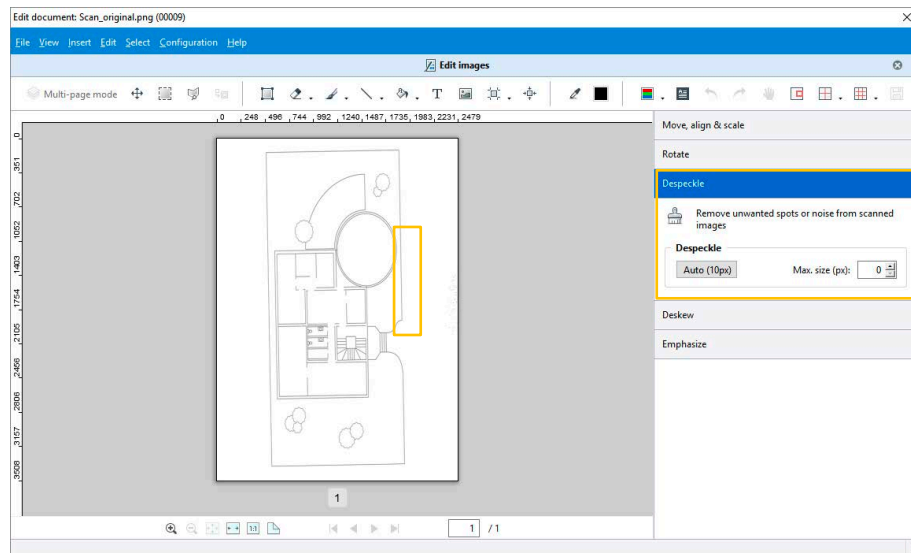 Edit document: Scan_original.png (00009)
File View Insert Edit Select Configuration Help
Edit images
Multi-page mode T
0 248 496 744 992 1240 1487 1735 1983 2231 2479
0
351
702
1052
1403
1754
2105
2456
2806
3157
3508
Move, align & scale
Rotate
Despeckle
Remove unwanted spots or noise from scanned
images
Despeckle
Auto (10px) Max. size (px): 0
Deskew
Emphasize
1
1:1 1 / 1